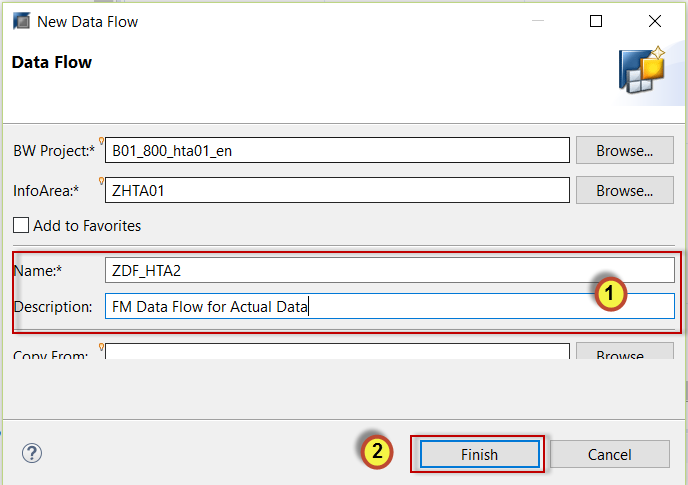 New Data Flow
Data Flow
BW Project:* B01_800_hta01_en Browse...
InfoArea:* ZHTA01 Browse...
Add to Favorites
Name:* ZDF_HTA2
1
Description: FM Data Flow for Actual Data
Copy From: Browse...
? 2 Finish Cancel